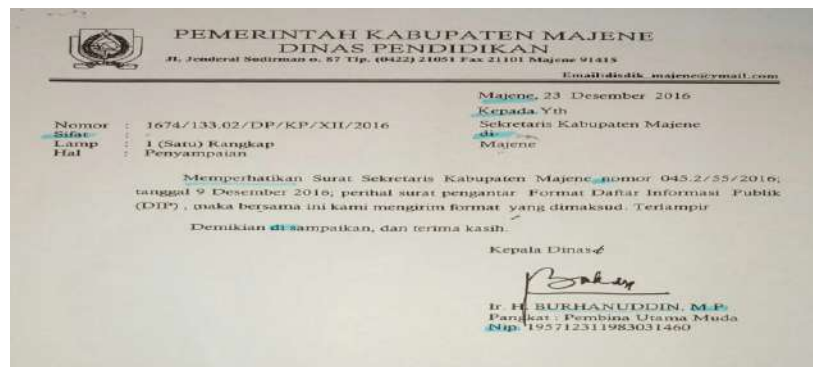 PEMERINTAH KABUPATEN MAJENE
DINAS PENDIDIKAN
Jl. Jenderal Sudirman o. 87 Tlp. (0422) 21051 Fax 21101 Majene 91415
Email:disdik_majene@ymail.com
Majene, 23 Desember 2016
Kepada Yth
Nomor : 1674/133.02/DP/KP/XII/2016 Sekretaris Kabupaten Majene
Sifat : - di-
Lamp : 1 (Satu) Rangkap Majene
Hal : Penyampaian
Memperhatikan Surat Sekretaris Kabupaten Majene nomor 045.2/55/2016;
tanggal 9 Desember 2016; perihal surat pengantar Format Daftar Informasi Publik
(DIP) , maka bersama ini kami mengirim format yang dimaksud. Terlampir
Demikian di sampaikan, dan terima kasih.
Kepala Dinas
Ir. H. BURHANUDDIN, M.P
Pangkat : Pembina Utama Muda
Nip. 195712311983031460